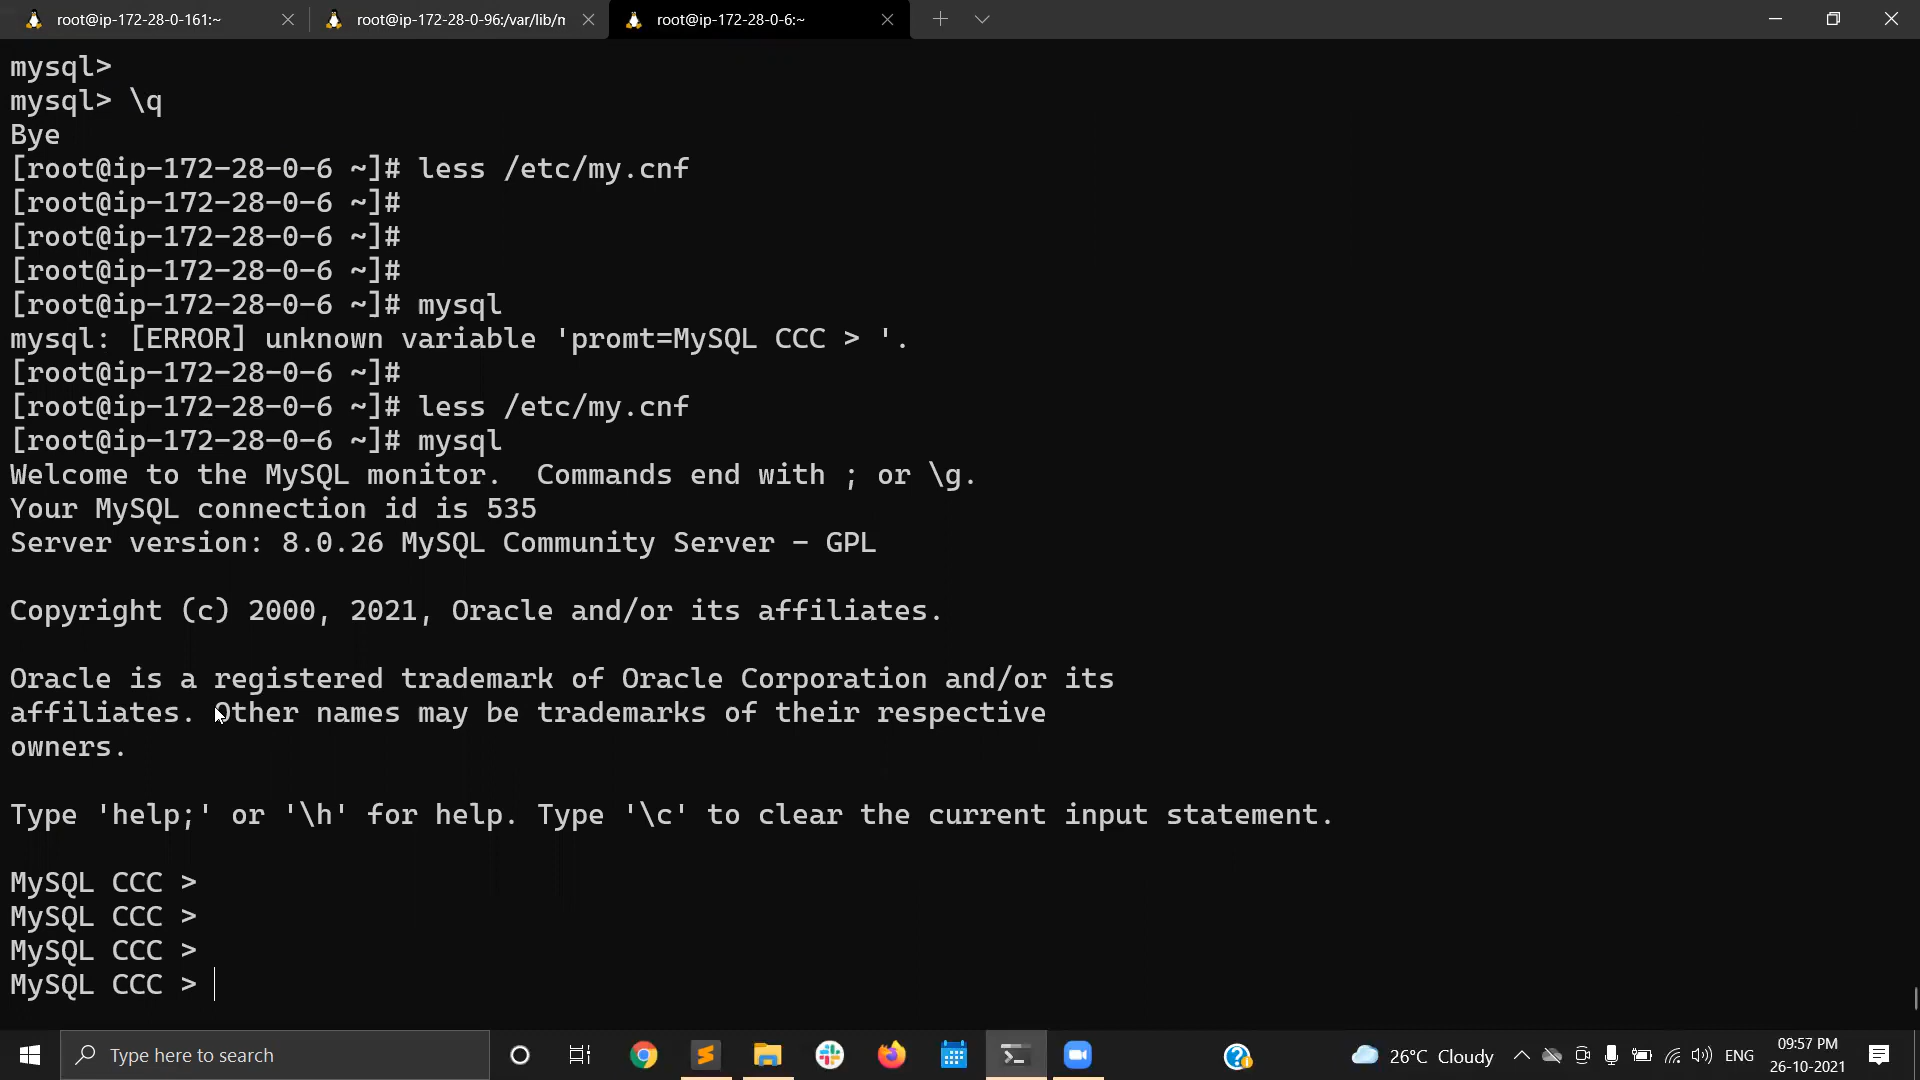 root@ip-172-28-0-161:~
root@ip-172-28-0-96:/var/lib/n
root@ip-172-28-0-6:~
mysql>
mysql> \q
Bye
[root@ip-172-28-0-6 ~]# less /etc/my.cnf
[root@ip-172-28-0-6 ~]#
[root@ip-172-28-0-6 ~]#
[root@ip-172-28-0-6 ~]#
[root@ip-172-28-0-6 ~]# mysql
mysql: [ERROR] unknown variable 'promt=MySQL CCC > '.
[root@ip-172-28-0-6 ~]#
[root@ip-172-28-0-6 ~]# less /etc/my.cnf
[root@ip-172-28-0-6 ~]# mysql
Welcome to the MySQL monitor.  Commands end with ; or \g.
Your MySQL connection id is 535
Server version: 8.0.26 MySQL Community Server - GPL
Copyright (c) 2000, 2021, Oracle and/or its affiliates.
Oracle is a registered trademark of Oracle Corporation and/or its
affiliates. Other names may be trademarks of their respective
owners.
Type 'help;' or '\h' for help. Type '\c' to clear the current input statement.
MySQL CCC >
MySQL CCC >
MySQL CCC >
MySQL CCC >
Type here to search
26°C Cloudy
ENG
09:57 PM
26-10-2021